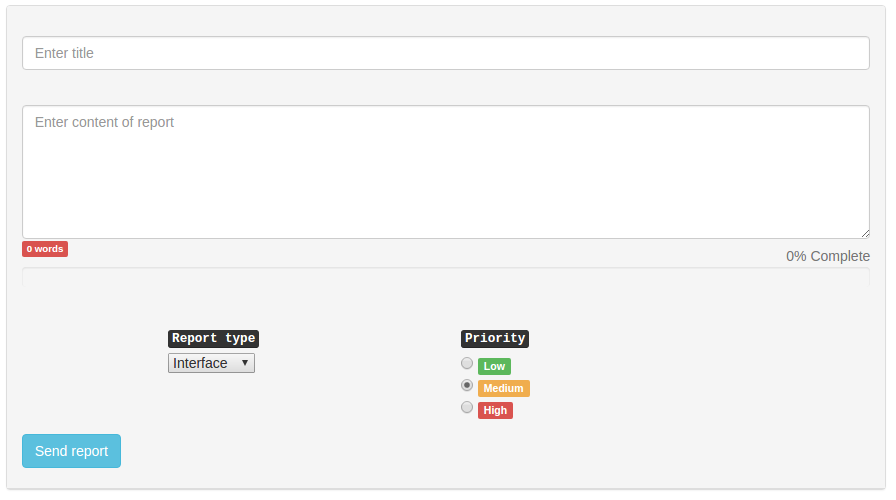 Enter title
Enter content of report
0 words
0% Complete
Report type
Interface
Priority
Low
Medium
High
Send report